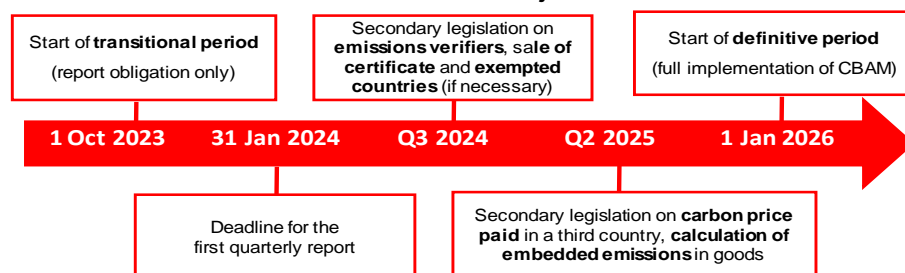 Start of transitional period
(report obligation only)
Secondary legislation on
emissions verifiers, sale of
certificate and exempted
countries (if necessary)
Start of definitive period
(full implementation of CBAM)
1 Oct 2023
31 Jan 2024
Q3 2024
Q2 2025
1 Jan 2026
Deadline for the
first quarterly report
Secondary legislation on carbon price
paid in a third country, calculation of
embedded emissions in goods